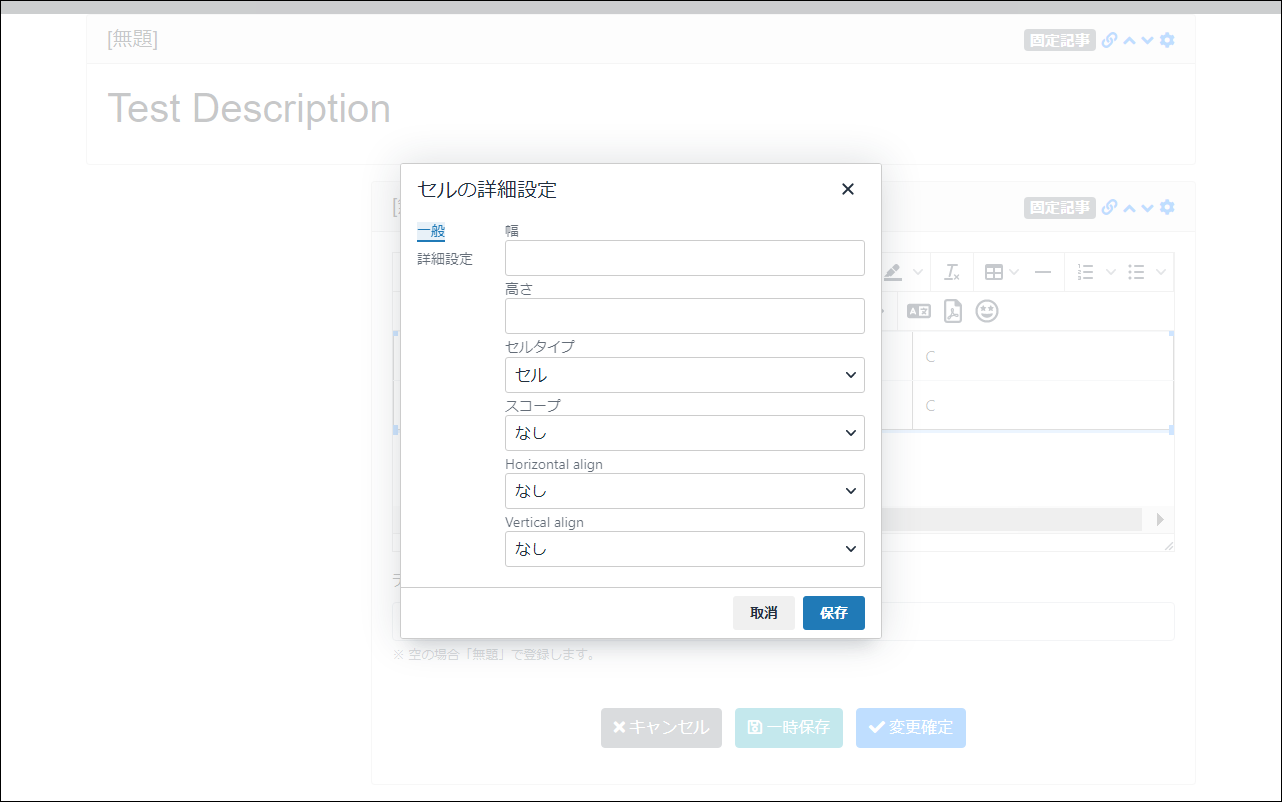 [無題]
固定記事
Test Description
固定記事
セルの詳細設定
一般
詳細設定
幅
高さ
セルタイプ
セル
スコープ
なし
Horizontal align
なし
Vertical align
なし
C
C
取消
保存
※ 空の場合「無題」で登録します。
キャンセル
一時保存
変更確定